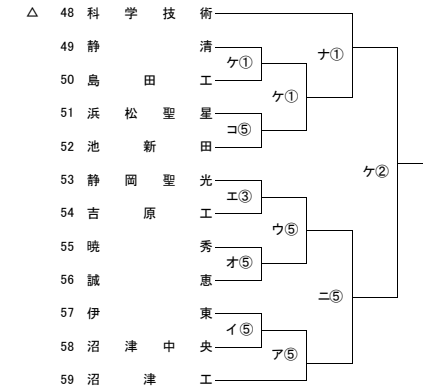 △ 48 科学技術
49 静清
50 島田工
51 浜松聖星
52 池新田
53 静岡聖光
54 吉原工
55 暁秀
56 誠恵
57 伊東
58 沼津中央
59 沼津工
ケ①
コ⑤
エ③
オ⑤
イ⑤
ケ①
ウ⑤
ア⑤
ナ①
ニ⑤
ケ②